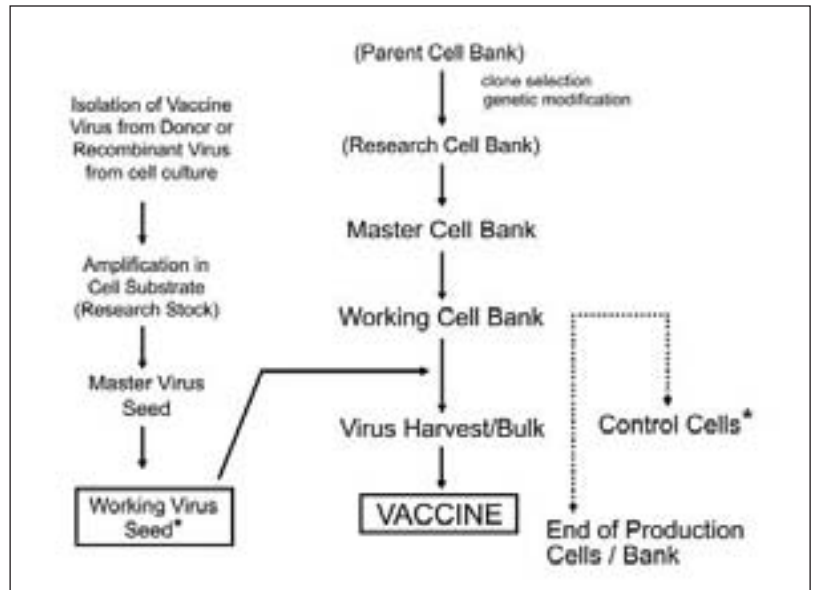 Isolation of Vaccine
Virus from Donor or
Recombinant Virus
from cell culture
Amplification in
Cell Substrate
(Research Stock)
Master Virus
Seed
Working Virus
Seed*
(Parent Cell Bank)
clone selection
genetic modification
(Research Cell Bank)
Master Cell Bank
Working Cell Bank
Virus Harvest/Bulk
VACCINE
Control Cells*
End of Production
Cells / Bank